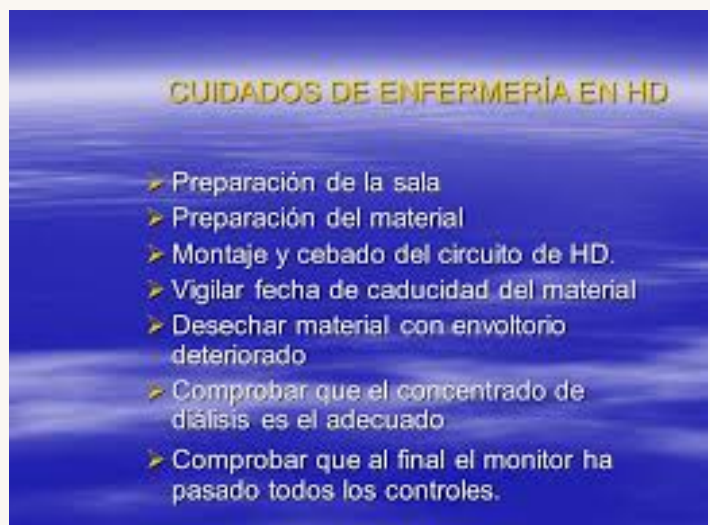 CUIDADOS DE ENFERMERÍA EN HD
Preparación de la sala
Preparación del material
Montaje y cebado del circuito de HD.
Vigilar fecha de caducidad del material
Desechar material con envoltorio
deteriorado
Comprobar que el concentrado de
diálisis es el adecuado
Comprobar que al final el monitor ha
pasado todos los controles.